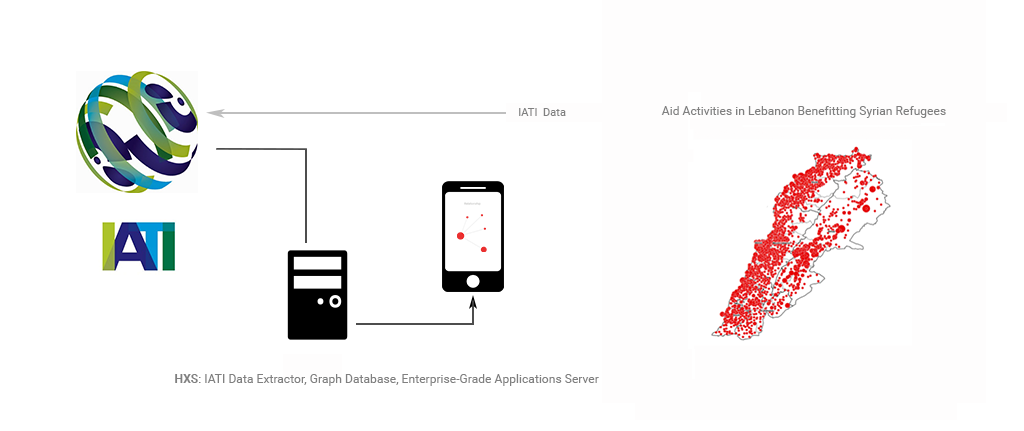 IATI Data
Aid Activities in Lebanon Benefitting Syrian Refugees
IATI
HXS: IATI Data Extractor, Graph Database, Enterprise-Grade Applications Server